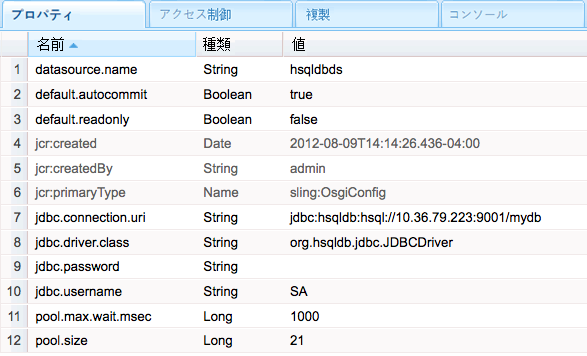 プロパティ アクセス制御 複製 コンソール
名前 種類 値
1 datasource.name String hsqldbds
2 default.autocommit Boolean true
3 default.readonly Boolean false
4 jcr:created Date 2012-08-09T14:14:26.436-04:00
5 jcr:createdBy String admin
6 jcr:primaryType Name sling:OsgiConfig
7 jdbc.connection.uri String jdbc:hsqldb:hsql://10.36.79.223:9001/mydb
8 jdbc.driver.class String org.hsqldb.jdbc.JDBCDriver
9 jdbc.password String
10 jdbc.username String SA
11 pool.max.wait.msec Long 1000
12 pool.size Long 21